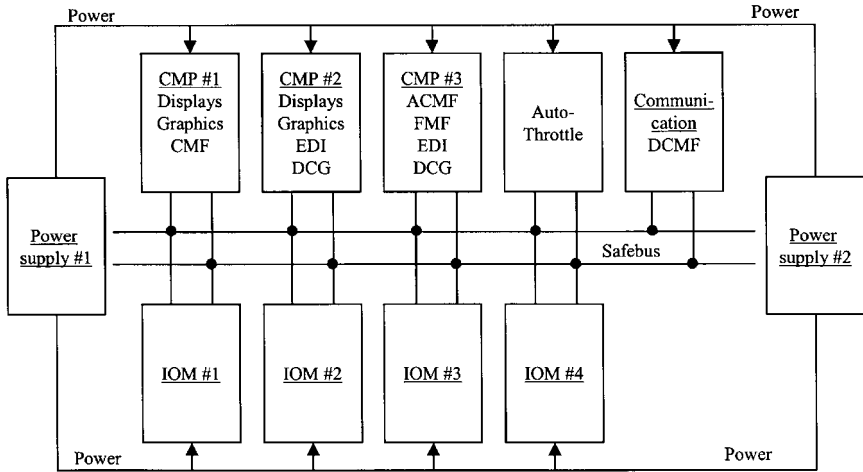 Power
Power
CMP #1
Displays
Graphics
CMF
CMP #2
Displays
Graphics
EDI
DCG
CMP #3
ACMF
FMF
EDI
DCG
Auto-
Throttle
Communi-
cation
DCMF
Power
supply #1
Safebus
Power
supply #2
IOM #1
IOM #2
IOM #3
IOM #4
Power
Power